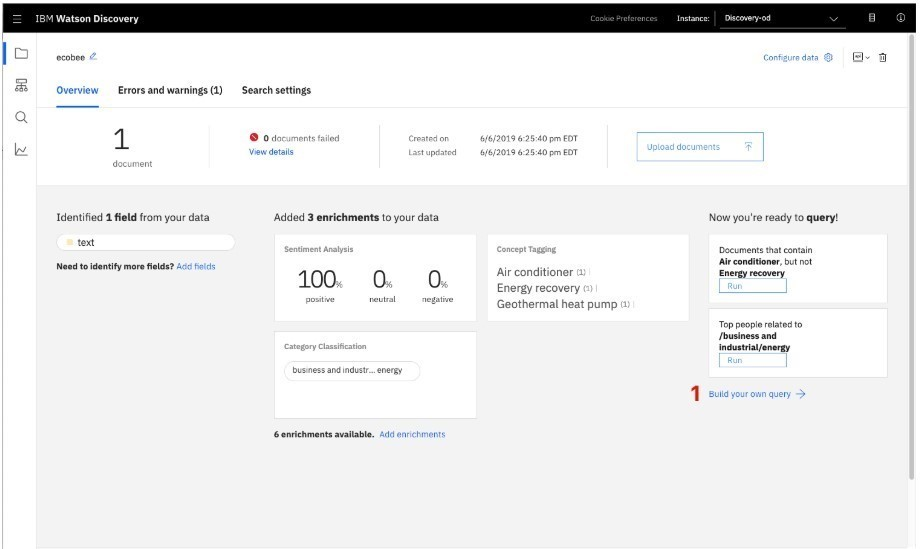 IBM Watson Discovery
Cookie Preferences
Instance:
Discovery-od
ecobee
Configure data
Overview
Errors and warnings (1)
Search settings
1
document
0 documents failed
View details
Created on 6/6/2019 6:25:40 pm EDT
Last updated 6/6/2019 6:25:40 pm EDT
Upload documents
Identified 1 field from your data
text
Need to identify more fields? Add fields
Added 3 enrichments to your data
Sentiment Analysis
100% 0% 0%
positive neutral negative
Concept Tagging
Air conditioner (1)
Energy recovery (1)
Geothermal heat pump (1)
Category Classification
business and industr... energy
6 enrichments available. Add enrichments
Now you're ready to query!
Documents that contain
Air conditioner, but not
Energy recovery
Run
Top people related to
/business and
industrial/energy
Run
1 Build your own query